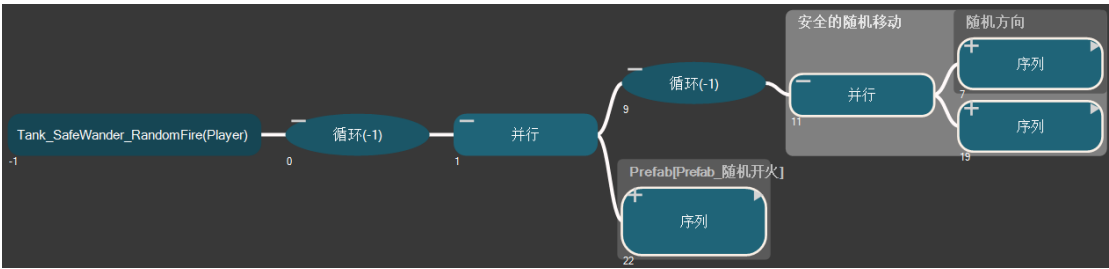 Tank_SafeWander_RandomFire(Player)
-1
循环(-1)
0
并行
1
循环(-1)
9
安全的随机移动
并行
11
随机方向
序列
7
序列
19
Prefab[Prefab_随机开火]
序列
22